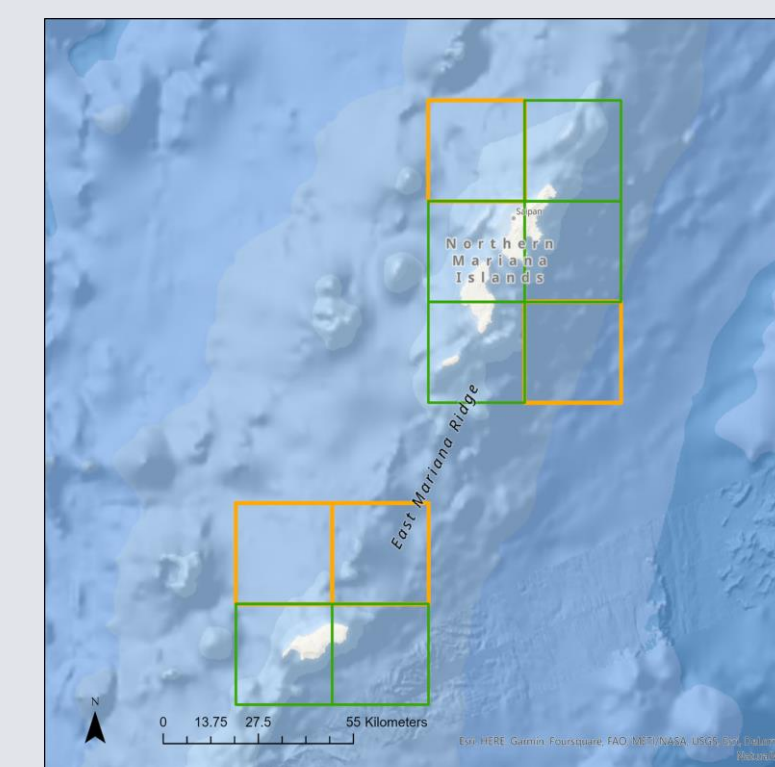 Saipan
Northern
Mariana
Islands
East Mariana Ridge
N
0 13.75 27.5 55 Kilometers
Esri, HERE, Garmin, Foursquare, FAO, METI/NASA, USGS, Esri,